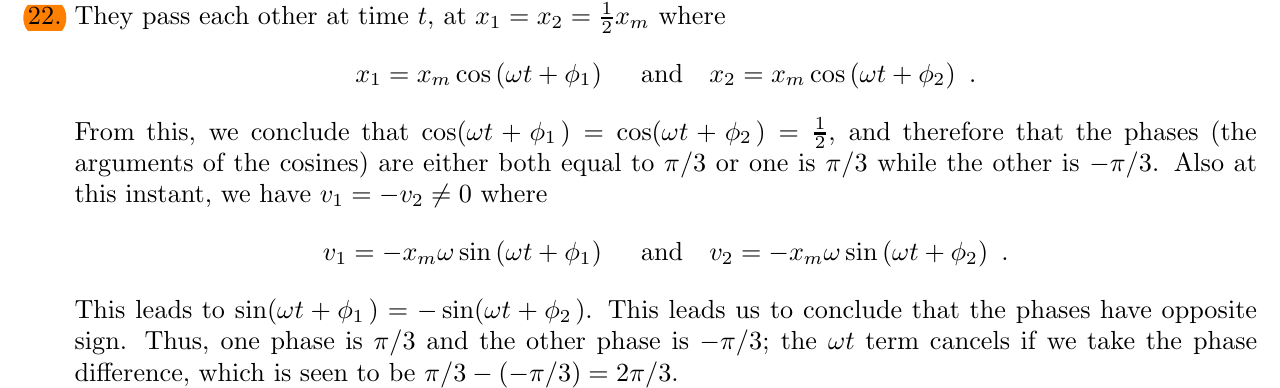 22. They pass each other at time t, at x₁ = x₂ = ½xₘ where
x₁ = xₘ cos (ωt + ϕ₁)  and  x₂ = xₘ cos (ωt + ϕ₂) .
From this, we conclude that cos(ωt + ϕ₁) = cos(ωt + ϕ₂) = ½, and therefore that the phases (the
arguments of the cosines) are either both equal to π/3 or one is π/3 while the other is −π/3. Also at
this instant, we have v₁ = −v₂ ≠ 0 where
v₁ = −xₘω sin (ωt + ϕ₁)  and  v₂ = −xₘω sin (ωt + ϕ₂) .
This leads to sin(ωt + ϕ₁) = − sin(ωt + ϕ₂). This leads us to conclude that the phases have opposite
sign. Thus, one phase is π/3 and the other phase is −π/3; the ωt term cancels if we take the phase
difference, which is seen to be π/3 − (−π/3) = 2π/3.